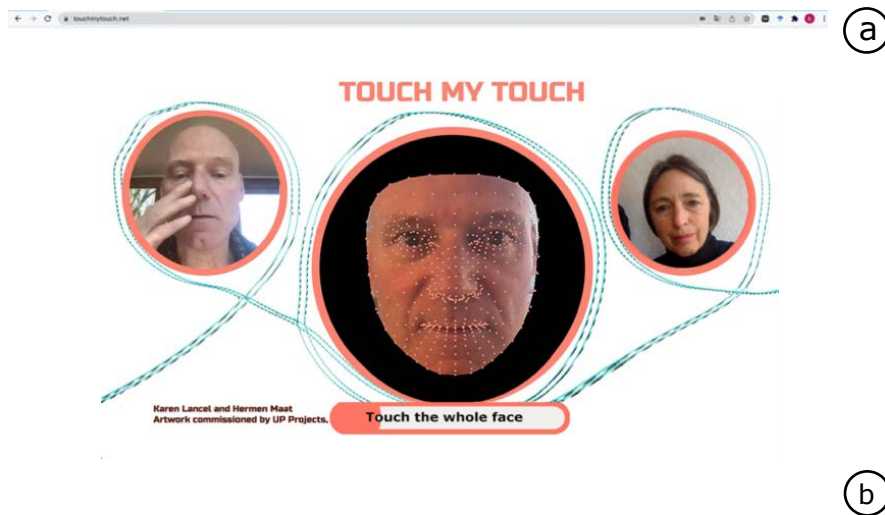 touchmytouch.net
a
TOUCH MY TOUCH
Karen Lancel and Hermen Maat
Artwork commissioned by UP Projects,
Touch the whole face
b